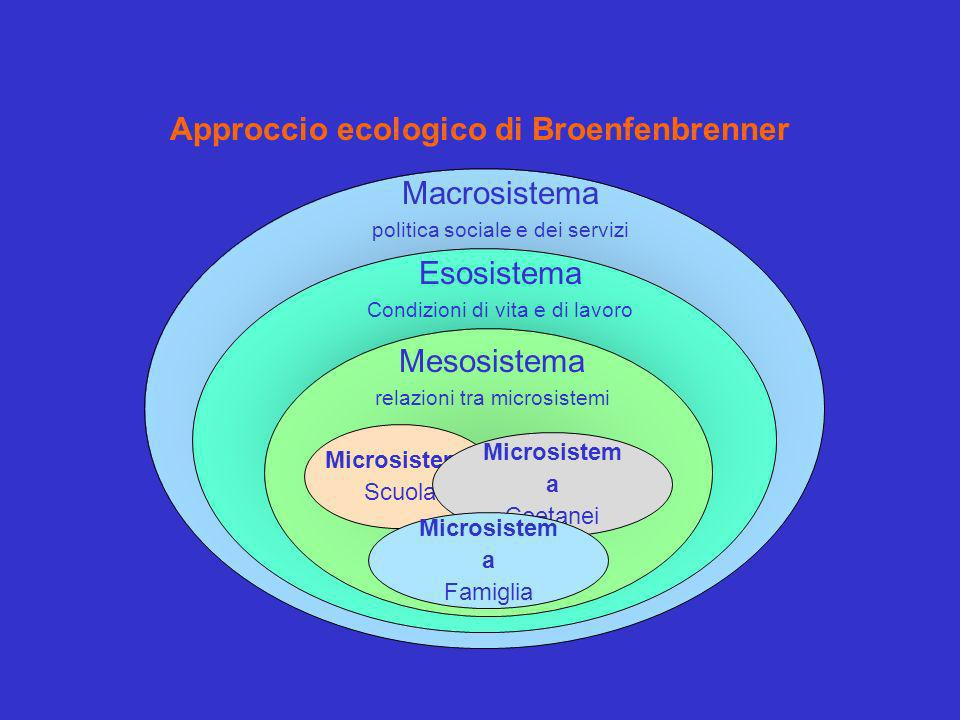 Approccio ecologico di Broenfenbrenner
Macrosistema
politica sociale e dei servizi
Esosistema
Condizioni di vita e di lavoro
Mesosistema
relazioni tra microsistemi
Microsistem
Scuola
Microsistem
a
Coetanei
Microsistem
a
Famiglia